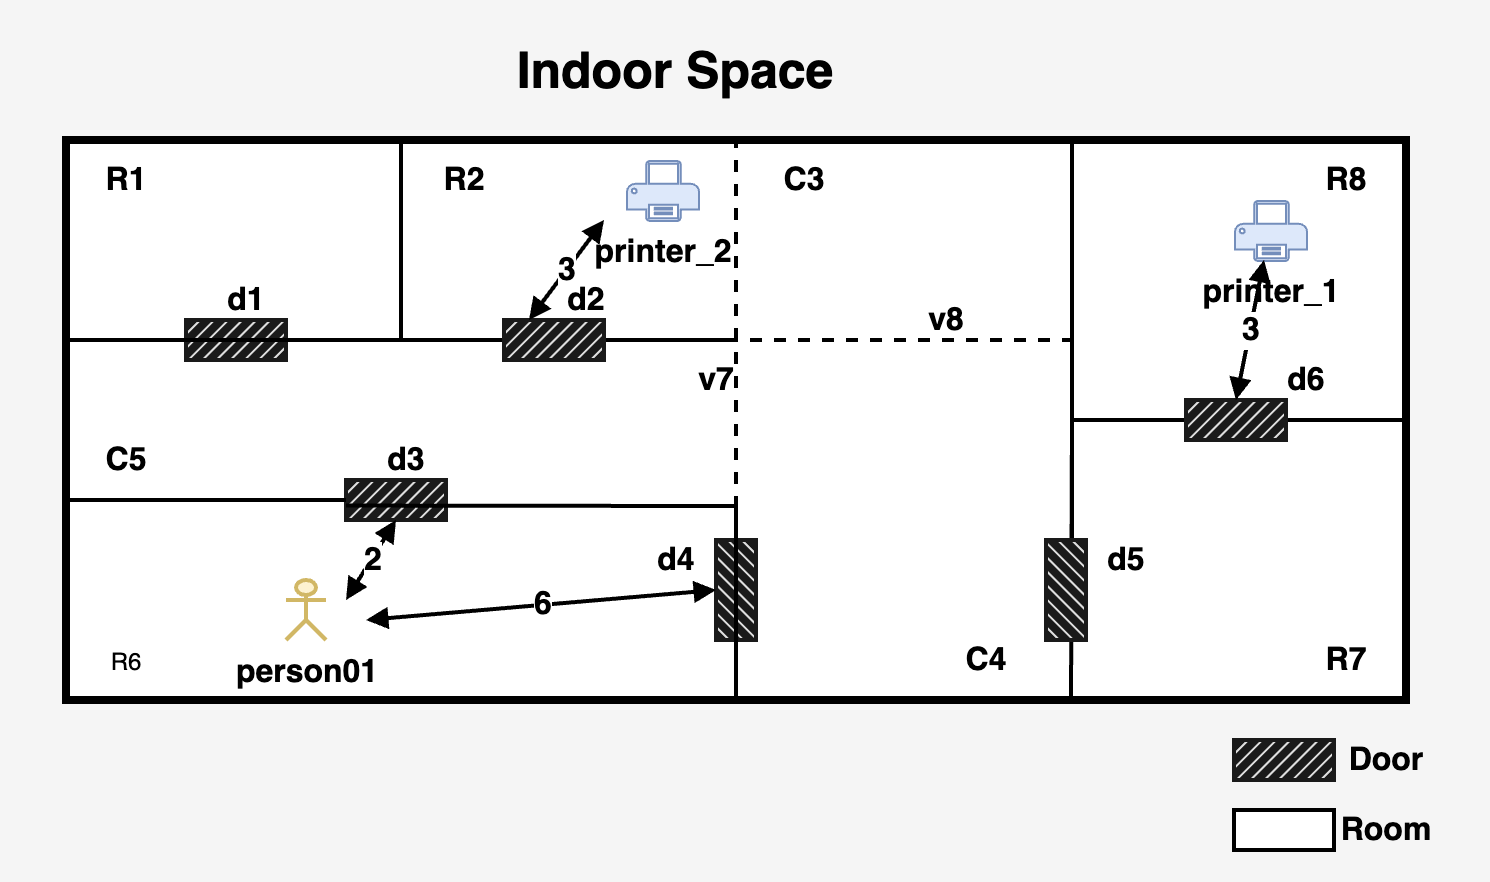 Indoor Space
R1
R2
C3
R8
printer_2
printer_1
3
d1
d2
v8
3
v7
d6
C5
d3
2
d4
d5
6
R6
person01
C4
R7
Door
Room